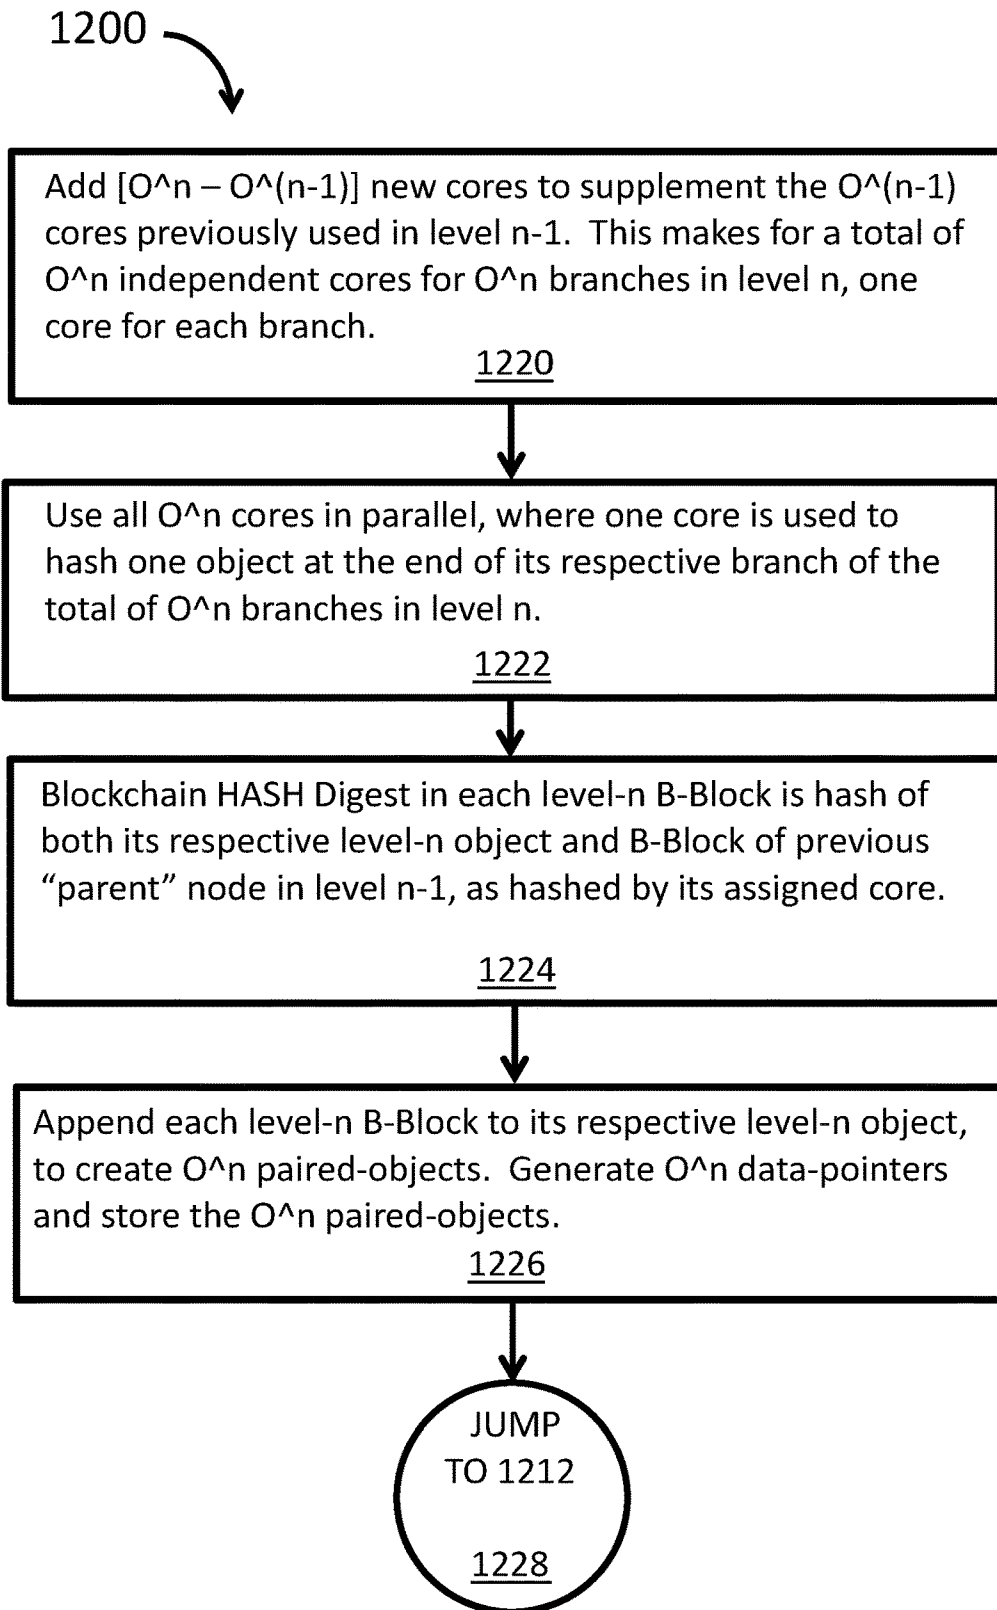 1200
Add [O^n – O^(n-1)] new cores to supplement the O^(n-1)
cores previously used in level n-1.  This makes for a total of
O^n independent cores for O^n branches in level n, one
core for each branch.
1220
Use all O^n cores in parallel, where one core is used to
hash one object at the end of its respective branch of the
total of O^n branches in level n.
1222
Blockchain HASH Digest in each level-n B-Block is hash of
both its respective level-n object and B-Block of previous
“parent” node in level n-1, as hashed by its assigned core.
1224
Append each level-n B-Block to its respective level-n object,
to create O^n paired-objects.  Generate O^n data-pointers
and store the O^n paired-objects.
1226
JUMP
TO 1212
1228